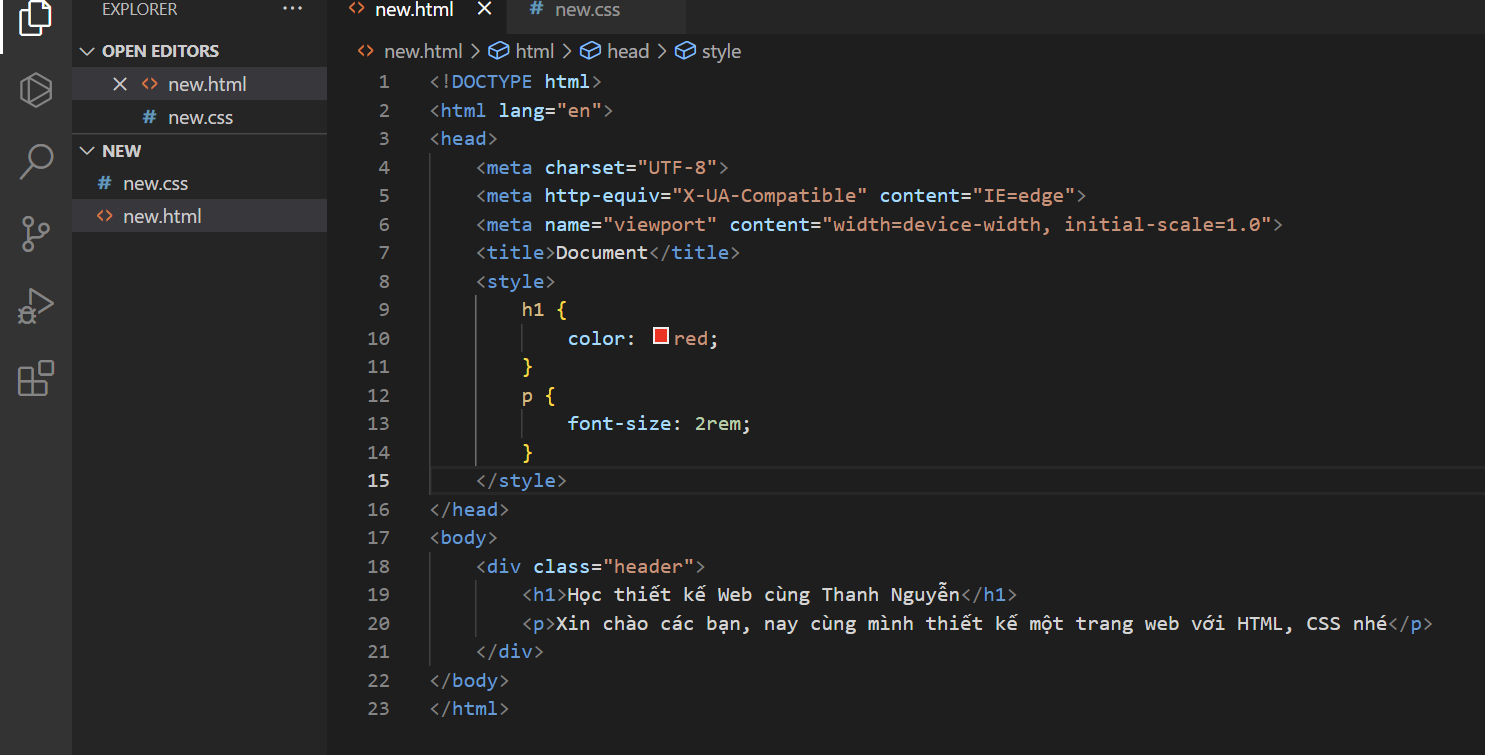 EXPLORER ...
OPEN EDITORS
new.html
new.css
NEW
new.css
new.html
new.html new.css
new.html > html > head > style
1 <!DOCTYPE html>
2 <html lang="en">
3 <head>
4 <meta charset="UTF-8">
5 <meta http-equiv="X-UA-Compatible" content="IE=edge">
6 <meta name="viewport" content="width=device-width, initial-scale=1.0">
7 <title>Document</title>
8 <style>
9 h1 {
10 color: red;
11 }
12 p {
13 font-size: 2rem;
14 }
15 </style>
16 </head>
17 <body>
18 <div class="header">
19 <h1>Học thiết kế Web cùng Thanh Nguyễn</h1>
20 <p>Xin chào các bạn, nay cùng mình thiết kế một trang web với HTML, CSS nhé</p>
21 </div>
22 </body>
23 </html>